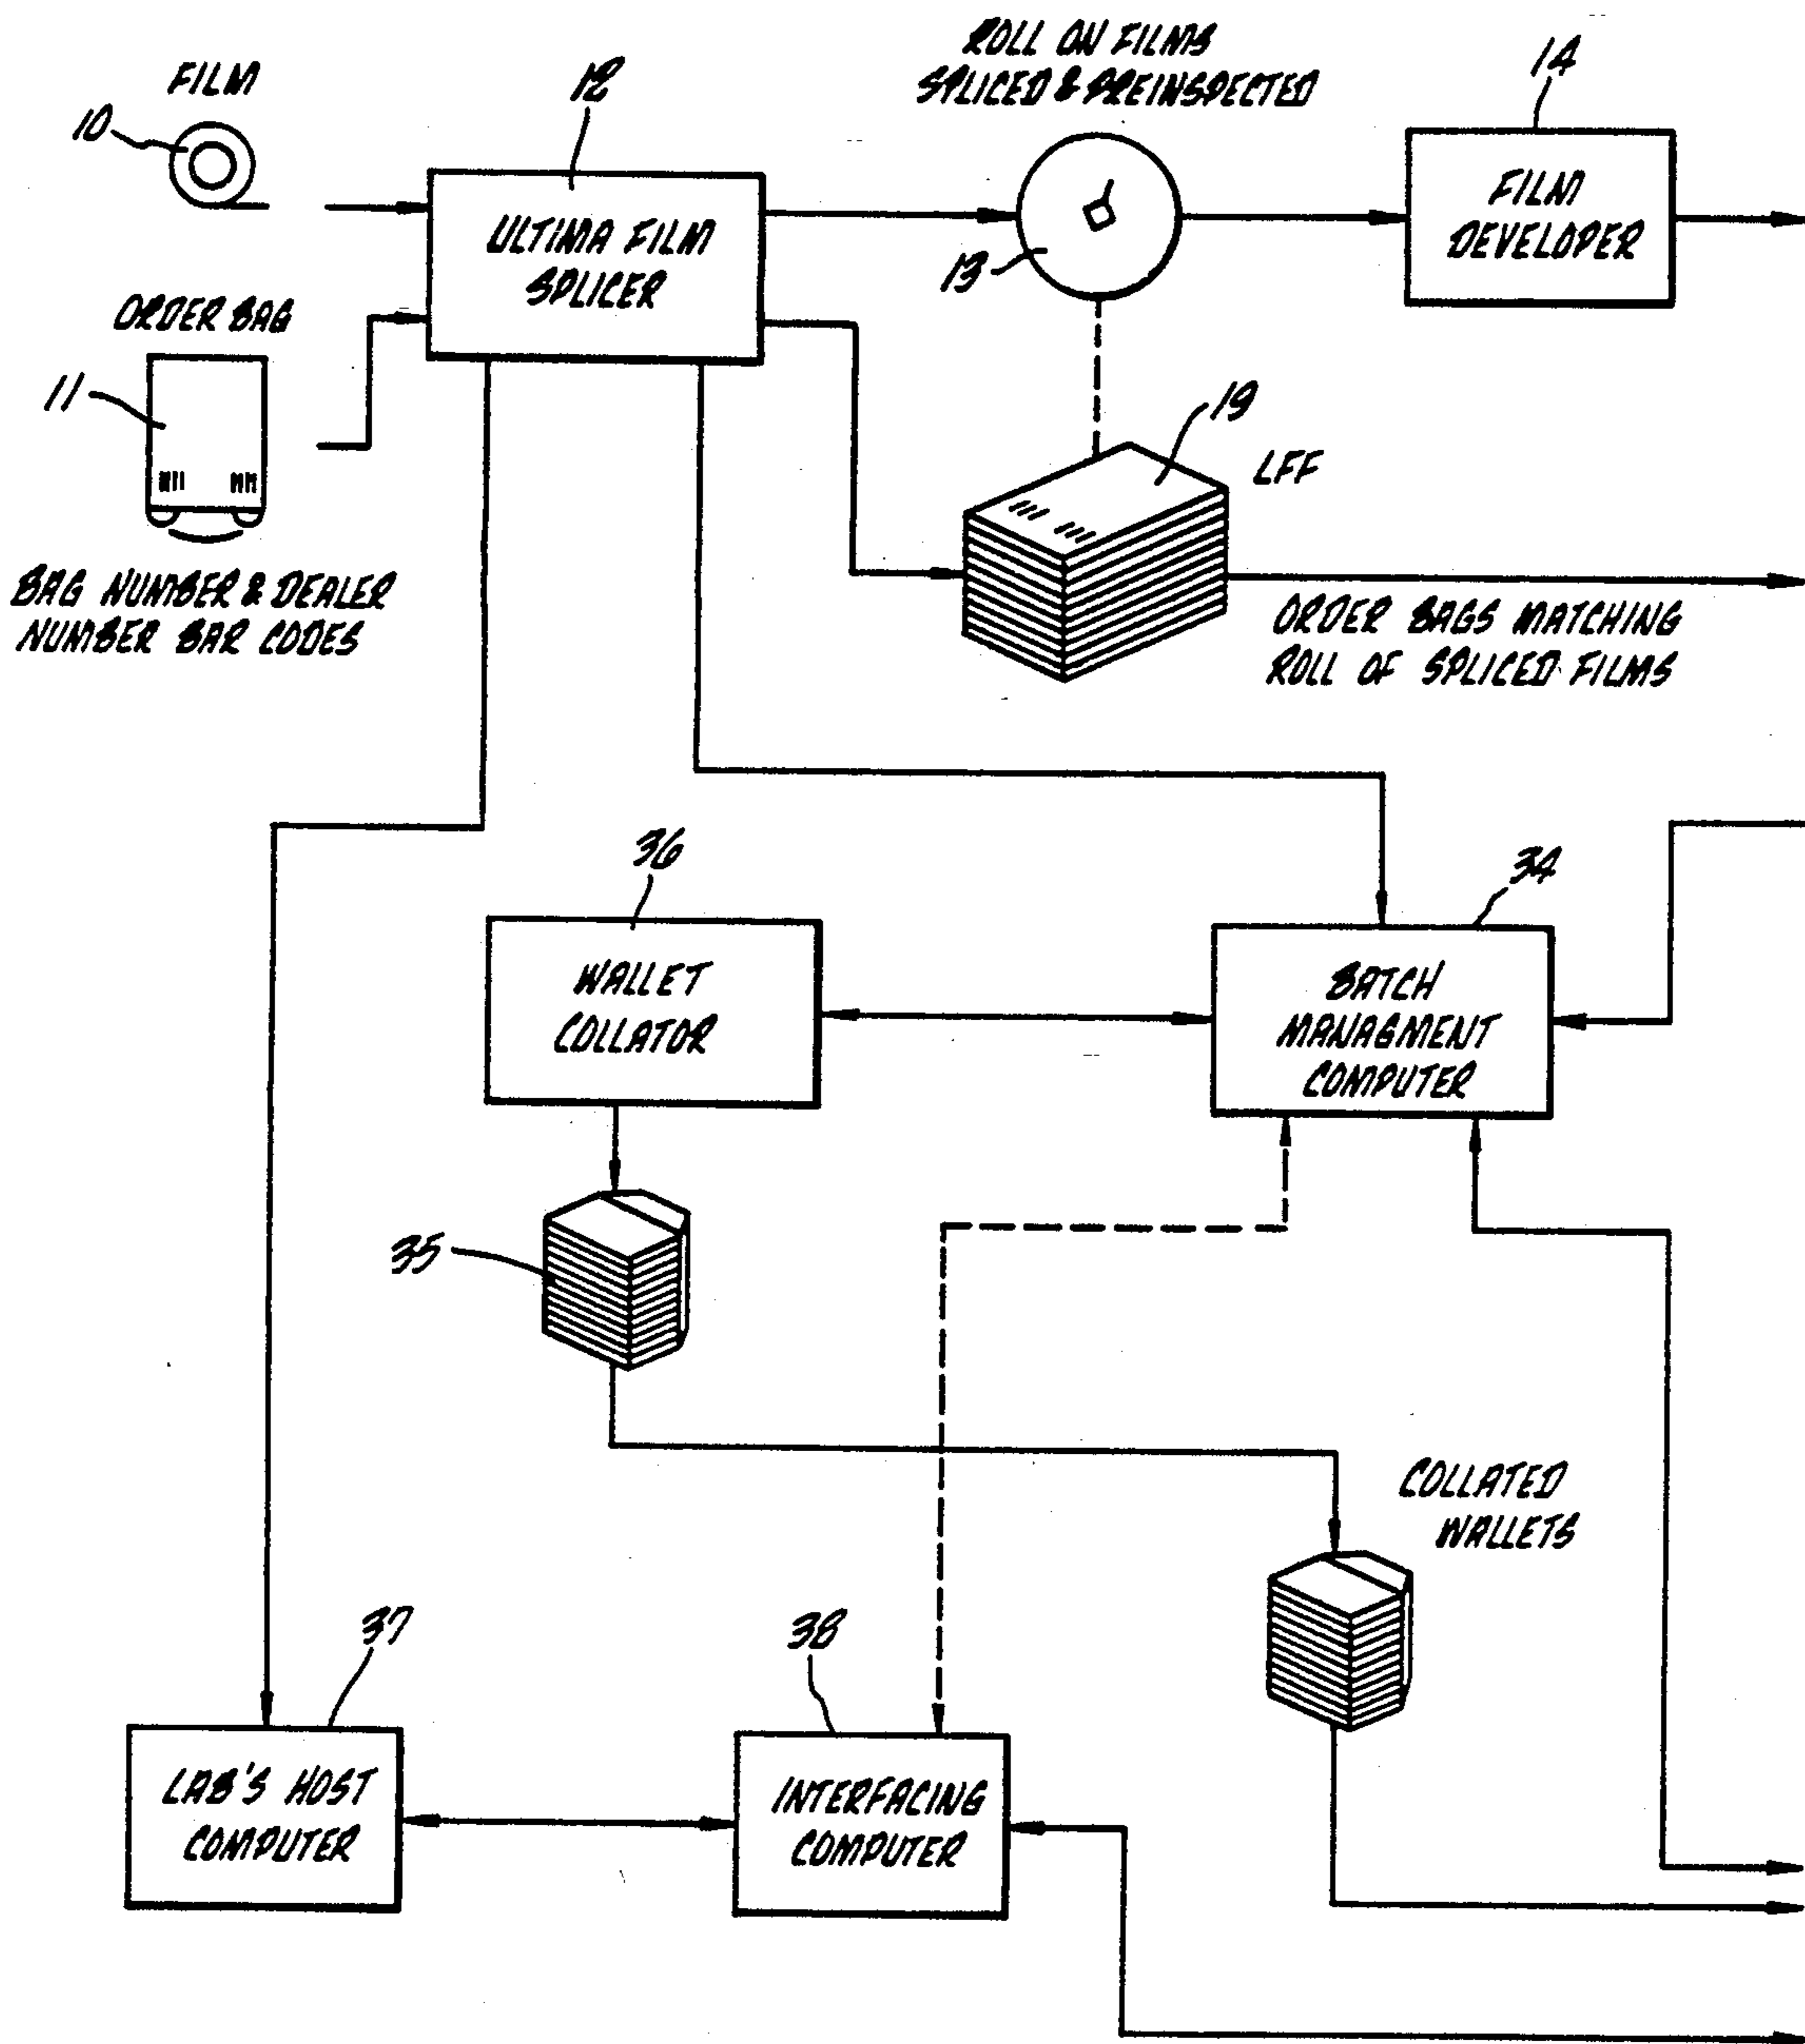 FILM
10
12
ROLL ON FILMS
SPLICED & PREINSPECTED
14
ULTIMA FILM
SPLICER
13
FILM
DEVELOPER
ORDER BAG
11
BAG NUMBER & DEALER
NUMBER BAR CODES
19
LFF
ORDER BAGS MATCHING
ROLL OF SPLICED FILMS
36
WALLET
COLLATOR
34
BATCH
MANAGMENT
COMPUTER
35
COLLATED
WALLETS
37
LAB'S HOST
COMPUTER
38
INTERFACING
COMPUTER